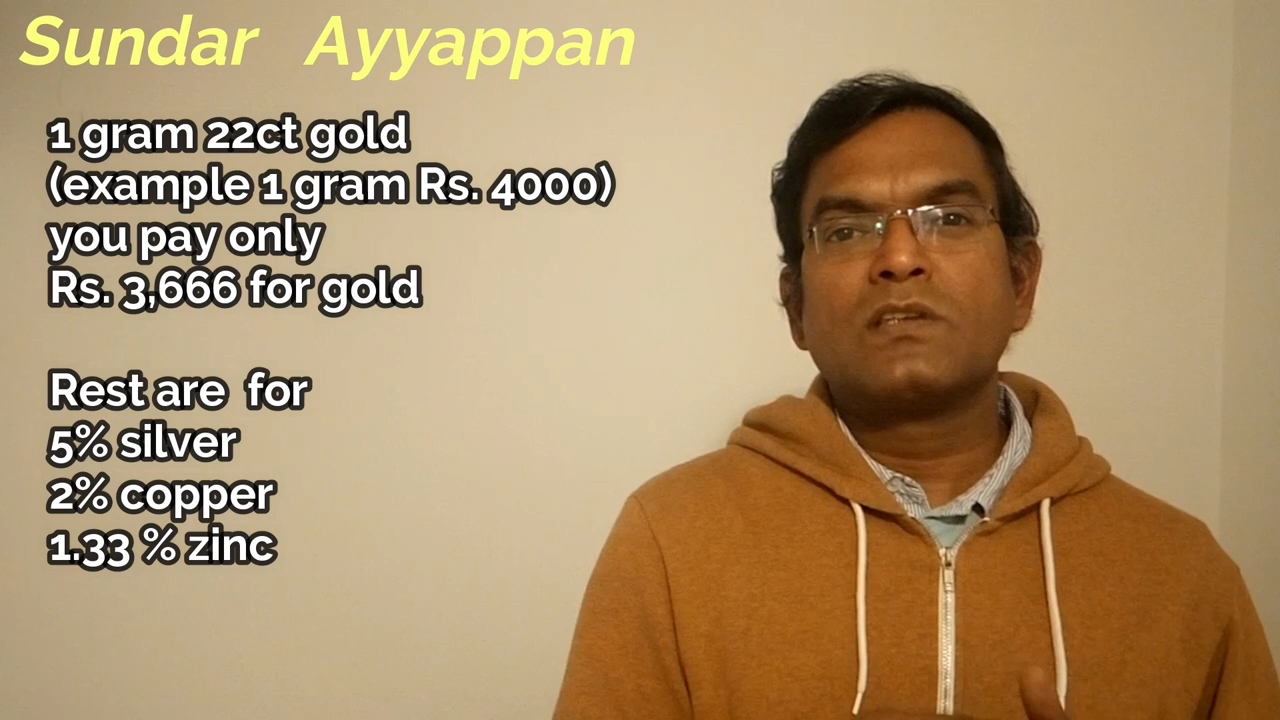 Sundar Ayyappan
1 gram 22ct gold
(example 1 gram Rs. 4000)
you pay only
Rs. 3,666 for gold
Rest are for
5% silver
2% copper
1.33 % zinc